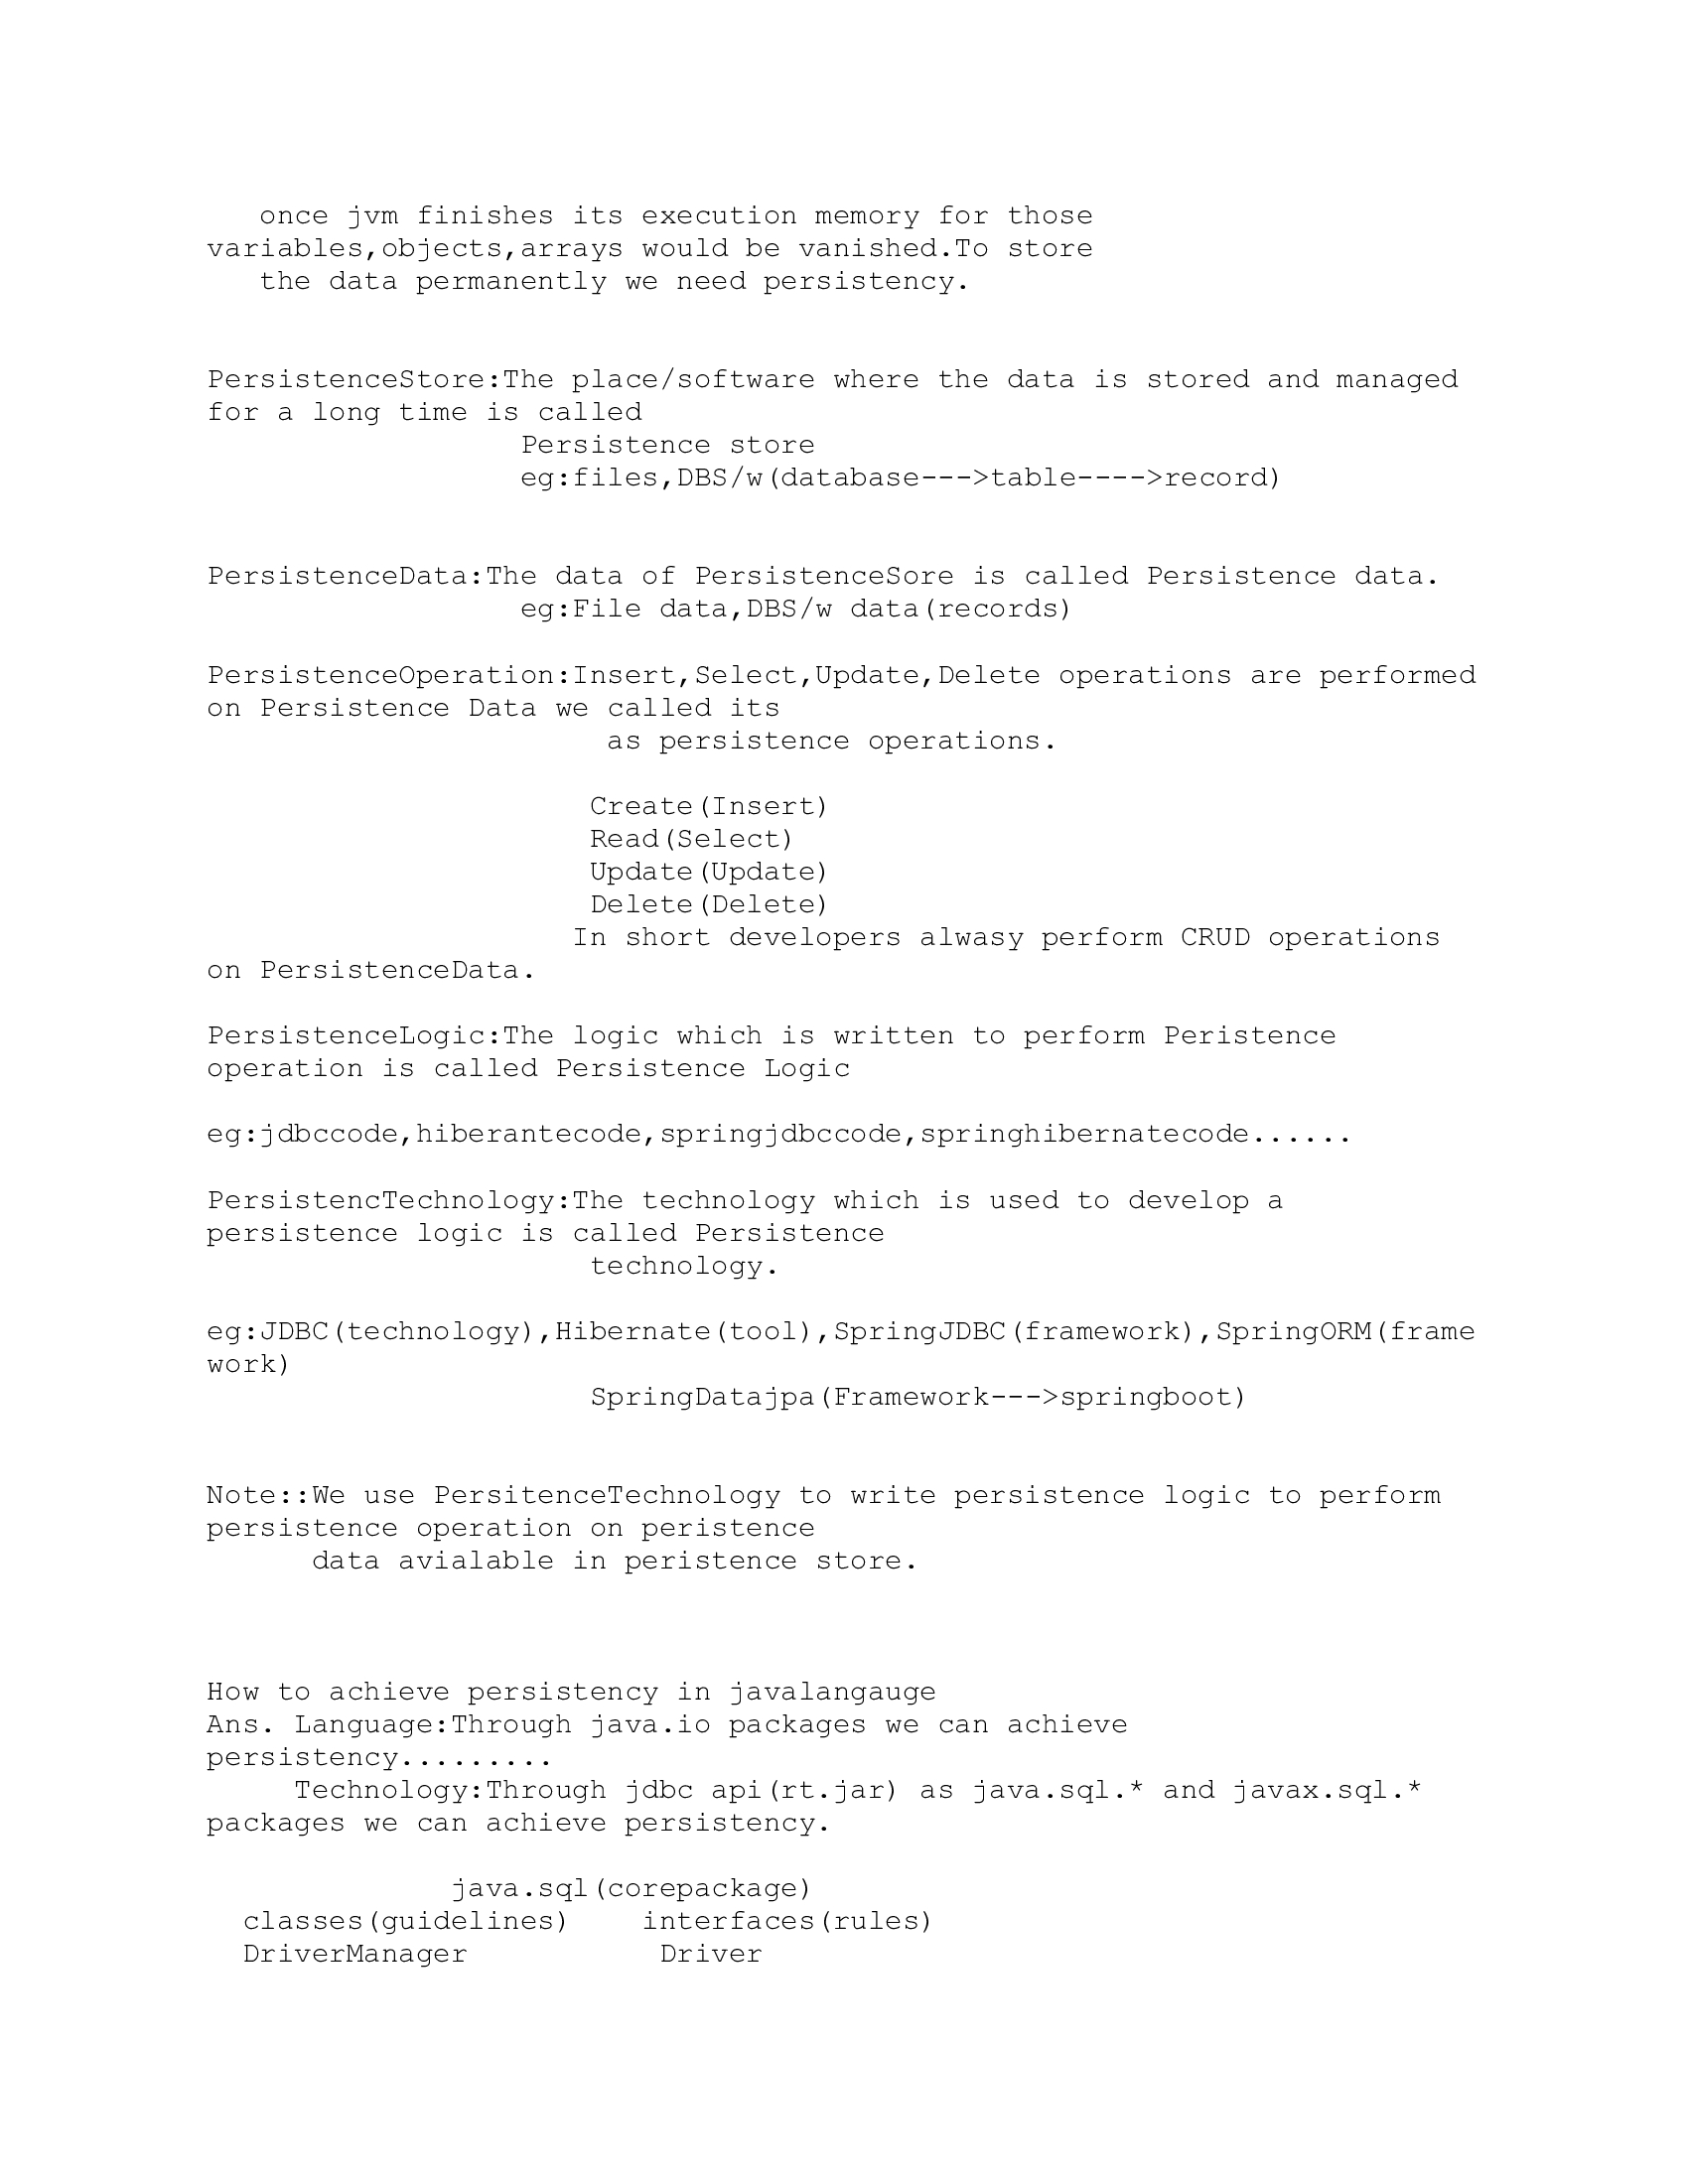 once jvm finishes its execution memory for those
variables,objects,arrays would be vanished.To store
the data permanently we need persistency.
PersistenceStore:The place/software where the data is stored and managed
for a long time is called
Persistence store
eg:files,DBS/w(database--->table---->record)
PersistenceData:The data of PersistenceSore is called Persistence data.
eg:File data,DBS/w data(records)
PersistenceOperation:Insert,Select,Update,Delete operations are performed
on Persistence Data we called its
as persistence operations.
Create(Insert)
Read(Select)
Update(Update)
Delete(Delete)
In short developers alwasy perform CRUD operations
on PersistenceData.
PersistenceLogic:The logic which is written to perform Peristence
operation is called Persistence Logic
eg:jdbccode,hiberantecode,springjdbccode,springhibernatecode......
PersistencTechnology:The technology which is used to develop a
persistence logic is called Persistence
technology.
eg:JDBC(technology),Hibernate(tool),SpringJDBC(framework),SpringORM(frame
work)
SpringDatajpa(Framework--->springboot)
Note::We use PersitenceTechnology to write persistence logic to perform
persistence operation on peristence
data avialable in peristence store.
How to achieve persistency in javalangauge
Ans. Language:Through java.io packages we can achieve
persistency.........
Technology:Through jdbc api(rt.jar) as java.sql.* and javax.sql.*
packages we can achieve persistency.
java.sql(corepackage)
classes(guidelines) interfaces(rules)
DriverManager Driver